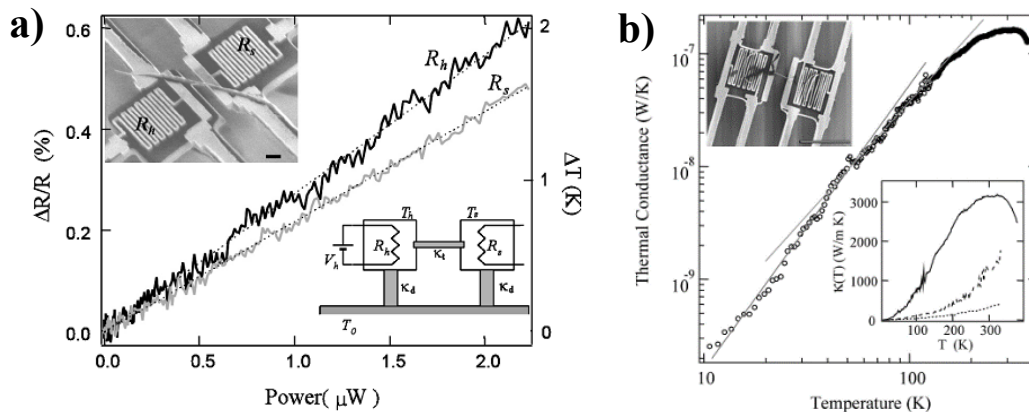 a)
0.6
0.4
0.2
0.0
ΔR/R (%)
2
1
0
ΔT (K)
0.0
0.5
1.0
1.5
2.0
Power( μW )
R_s
R_h
R_h
R_s
T_h
T_s
V_h
R_h
R_s
κ_t
κ_d
κ_d
T_0
b)
10^-7
10^-8
10^-9
Thermal Conductance (W/K)
10
100
Temperature (K)
3000
2000
1000
0
K(T) (W/m K)
100
200
300
T (K)